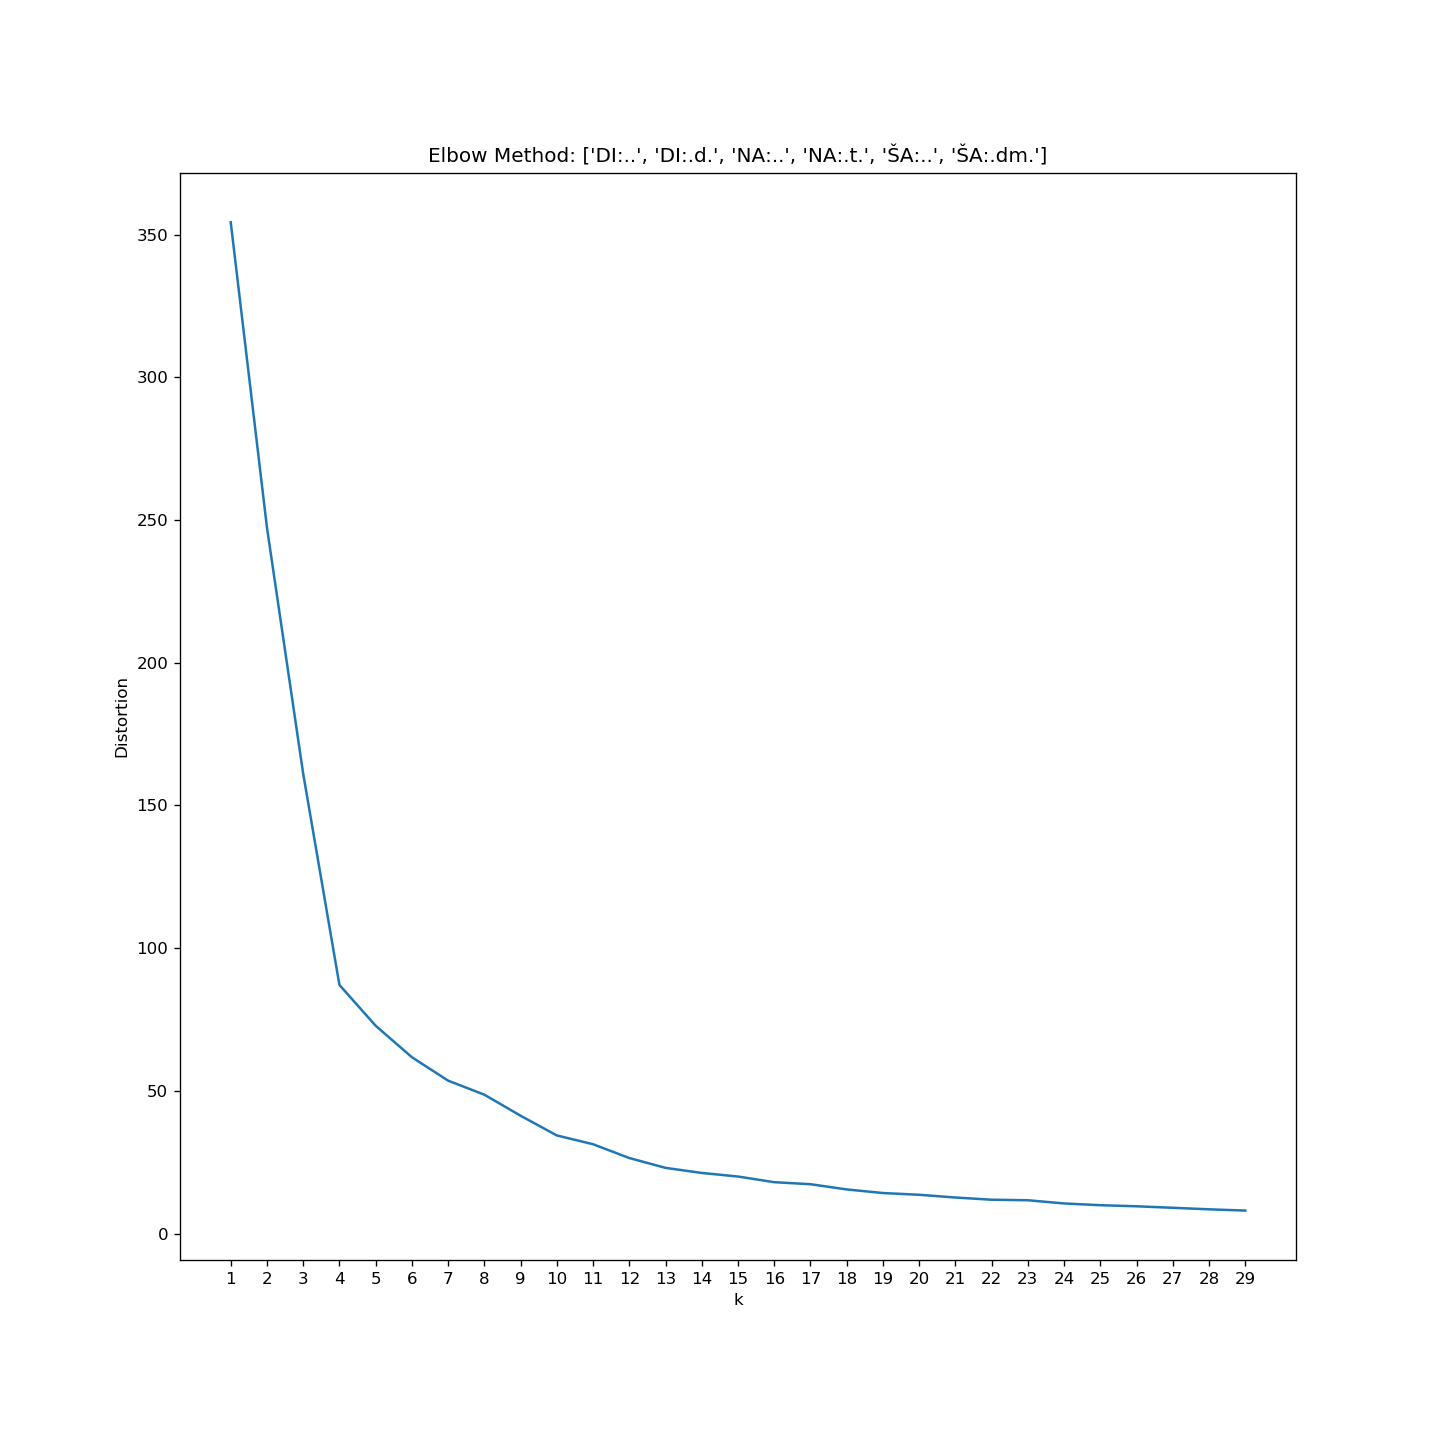 Elbow Method: ['DI:..', 'DI:.d.', 'NA:..', 'NA:.t.', 'ŠA:..', 'ŠA:.dm.']
350
300
250
200
150
100
50
0
Distortion
1 2 3 4 5 6 7 8 9 10 11 12 13 14 15 16 17 18 19 20 21 22 23 24 25 26 27 28 29
k